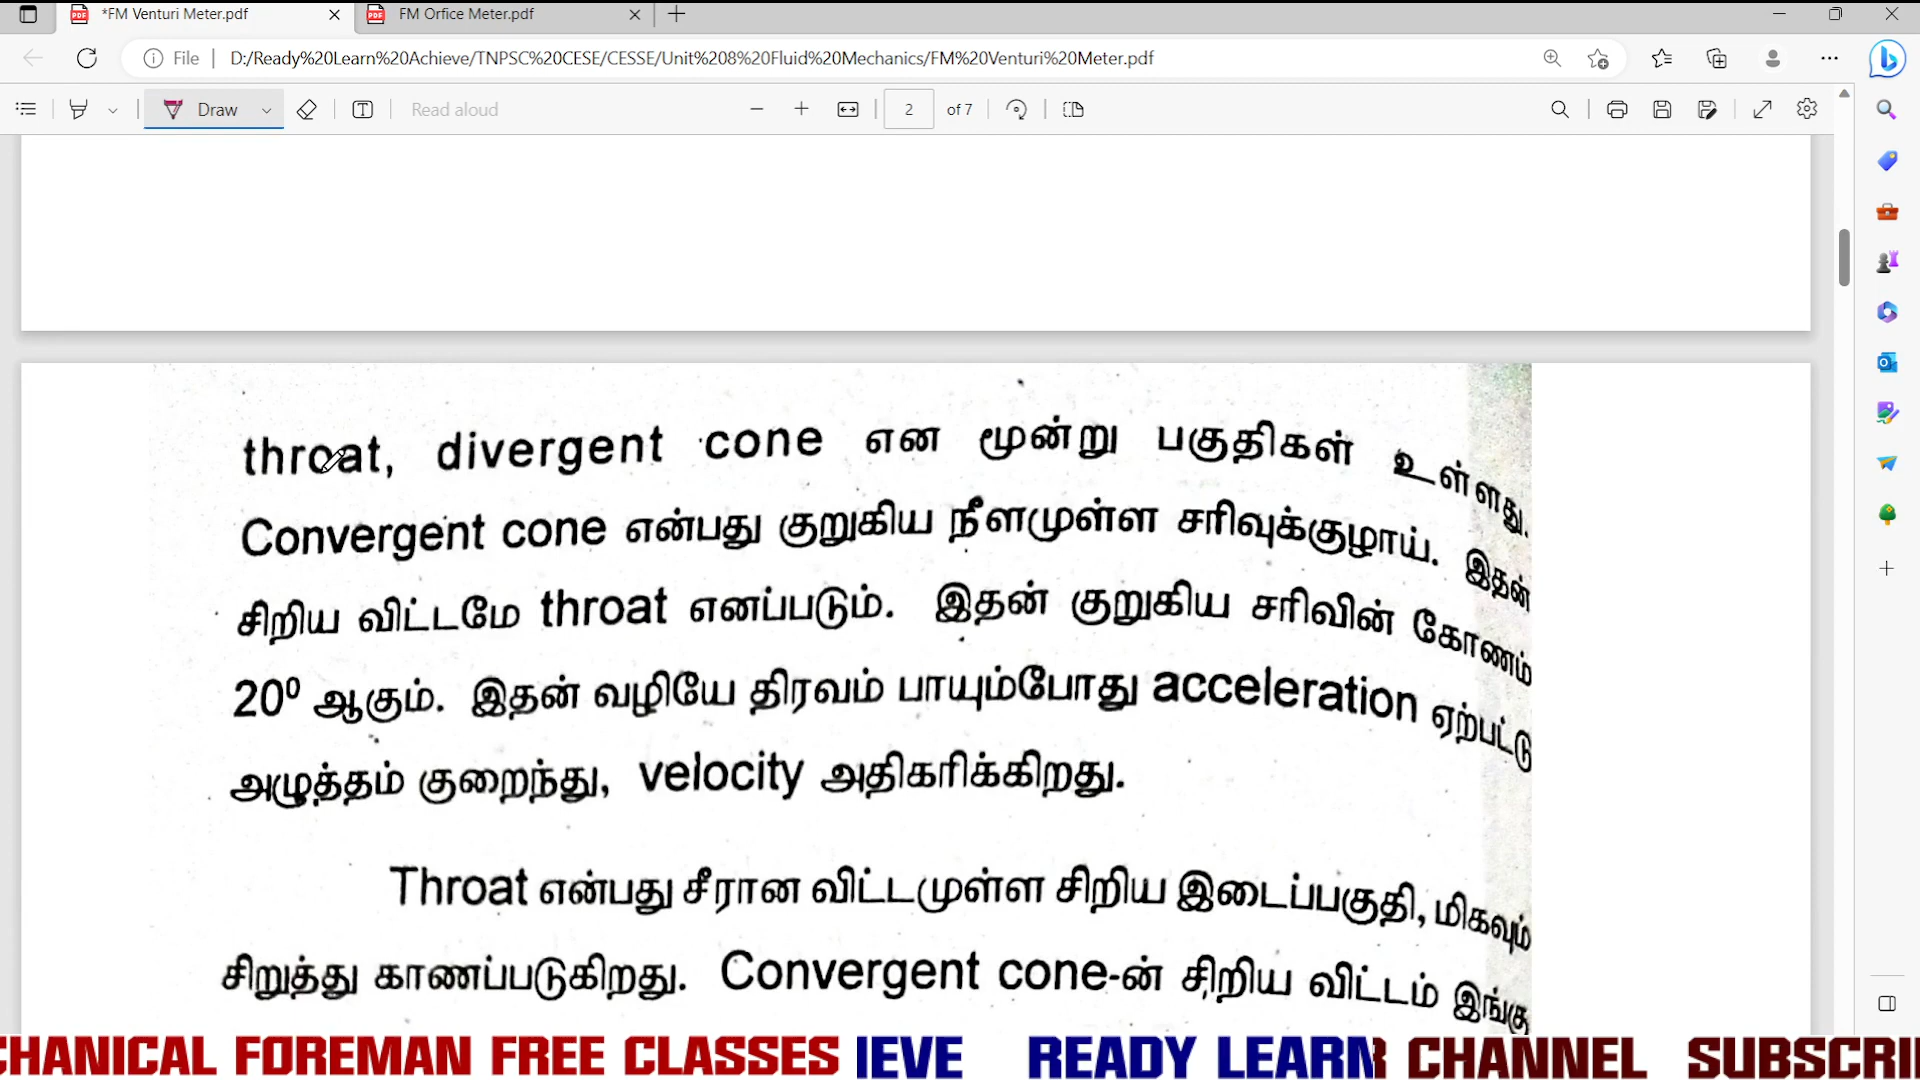 *FM Venturi Meter.pdf
FM Orfice Meter.pdf
File
D:/Ready%20Learn%20Achieve/TNPSC%20CESE/CESSE/Unit%208%20Fluid%20Mechanics/FM%20Venturi%20Meter.pdf
Draw
Read aloud
2 of 7
throat, divergent cone என மூன்று பகுதிகள் உள்ளது.
Convergent cone என்பது குறுகிய நீளமுள்ள சரிவுக்குழாய். இதன்
சிறிய விட்டமே throat எனப்படும். இதன் குறுகிய சரிவின் கோணம்
20⁰ ஆகும். இதன் வழியே திரவம் பாயும்போது acceleration ஏற்பட்டு
அழுத்தம் குறைந்து, velocity அதிகரிக்கிறது.
Throat என்பது சீரான விட்டமுள்ள சிறிய இடைப்பகுதி, மிகவும்
சிறுத்து காணப்படுகிறது. Convergent cone-ன் சிறிய விட்டம் இங்கு
CHANICAL FOREMAN FREE CLASSES IEVE READY LEARN R CHANNEL SUBSCRI